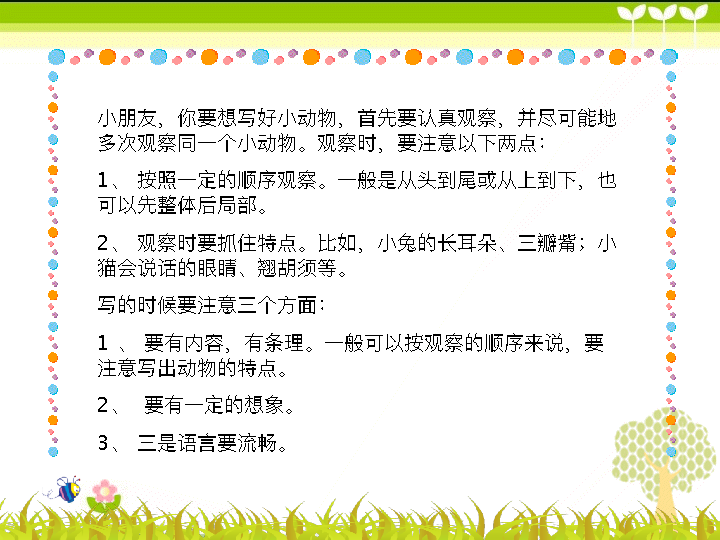 小朋友，你要想写好小动物，首先要认真观察，并尽可能地
多次观察同一个小动物。观察时，要注意以下两点：
1、 按照一定的顺序观察。一般是从头到尾或从上到下，也
可以先整体后局部。
2、 观察时要抓住特点。比如，小兔的长耳朵、三瓣觜；小
猫会说话的眼睛、翘胡须等。
写的时候要注意三个方面：
1 、 要有内容，有条理。一般可以按观察的顺序来说，要
注意写出动物的特点。
2、 要有一定的想象。
3、 三是语言要流畅。